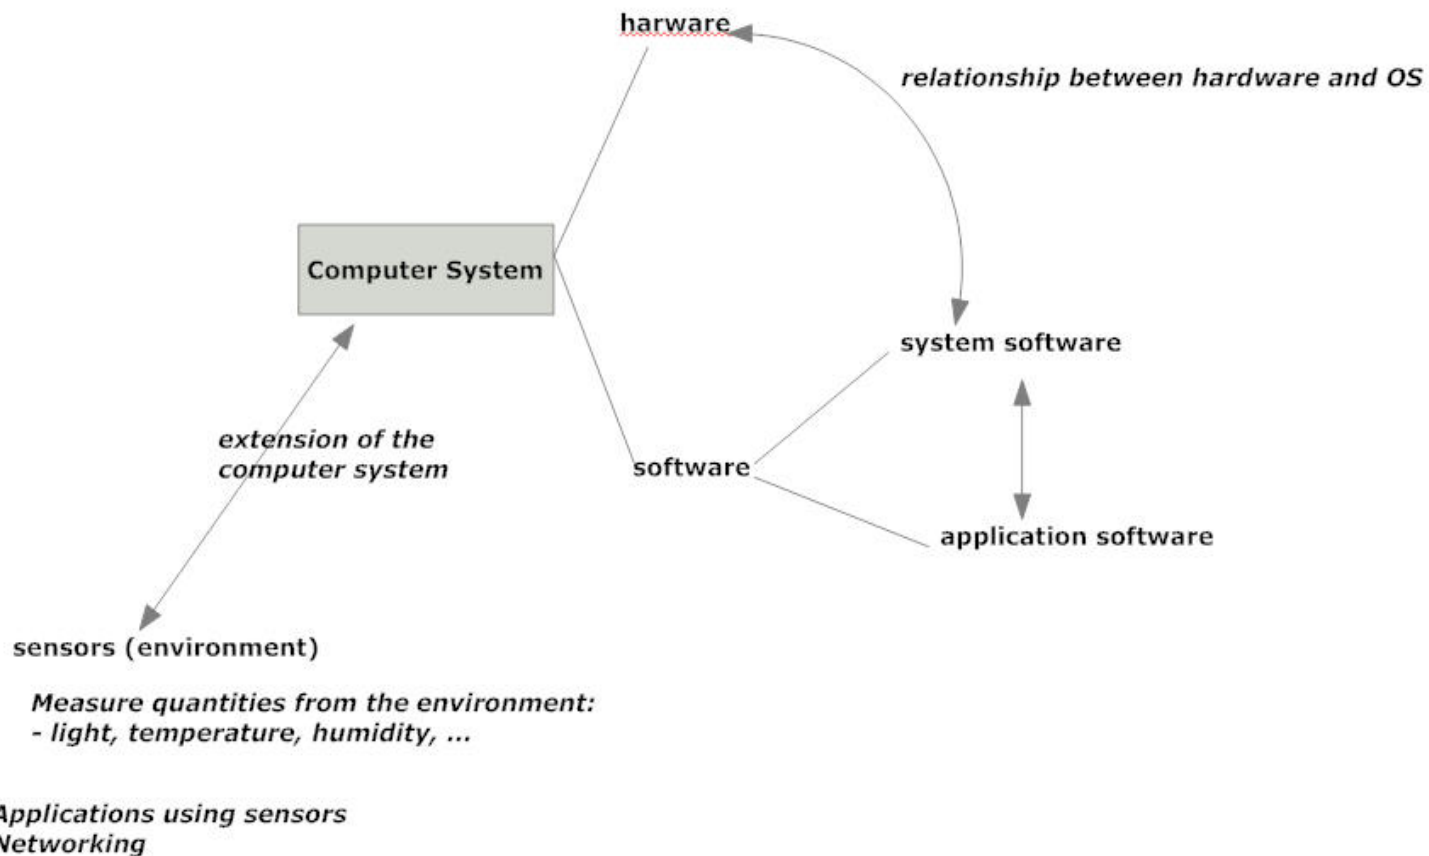 harware
relationship between hardware and OS
Computer System
system software
extension of the
computer system
software
application software
sensors (environment)
Measure quantities from the environment:
- light, temperature, humidity, ...
Applications using sensors
Networking